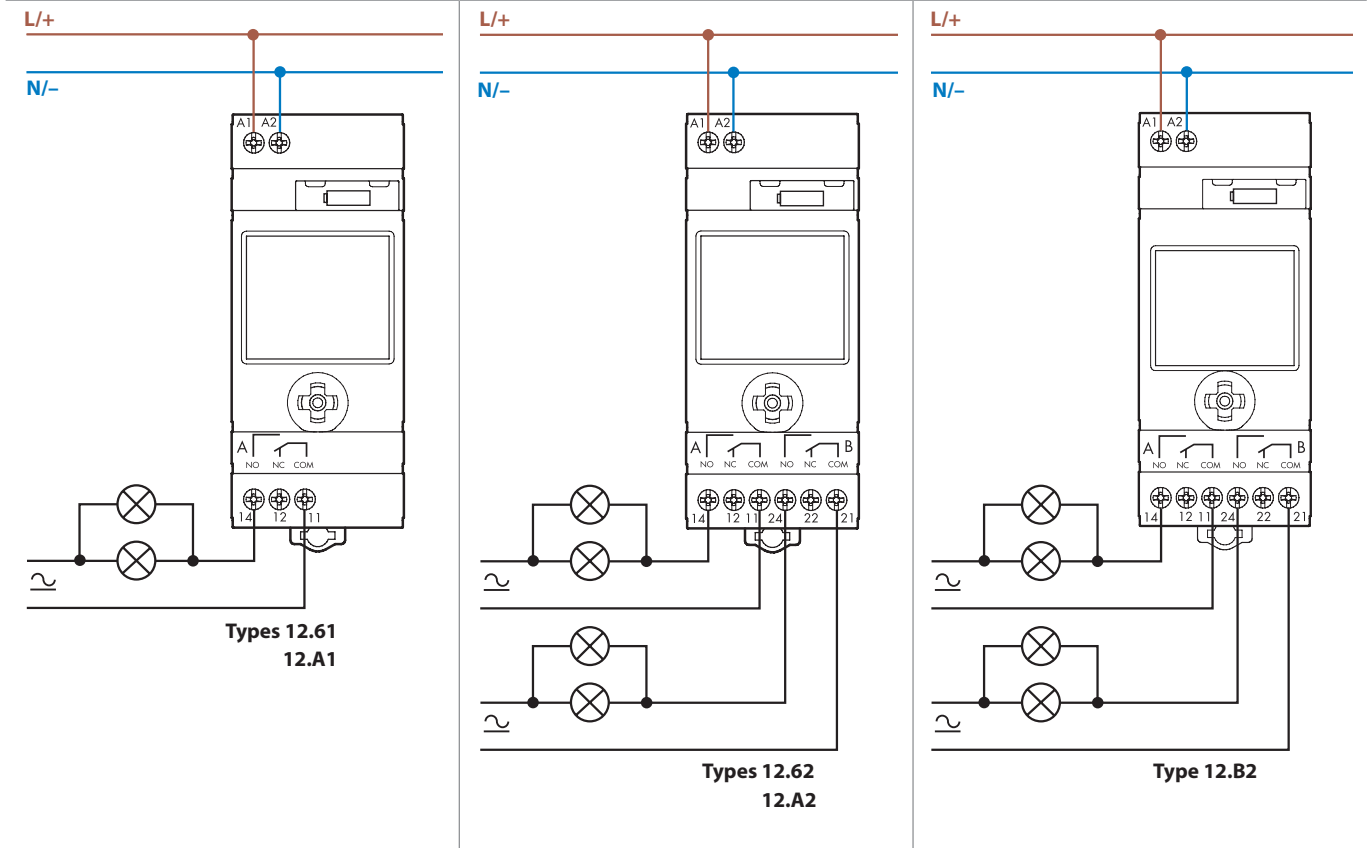 L/+
N/–
A1 A2
A
NO NC COM
14 12 11
Types 12.61
12.A1
L/+
N/–
A1 A2
A B
NO NC COM NO NC COM
14 12 11 24 22 21
Types 12.62
12.A2
L/+
N/–
A1 A2
A B
NO NC COM NO NC COM
14 12 11 24 22 21
Type 12.B2